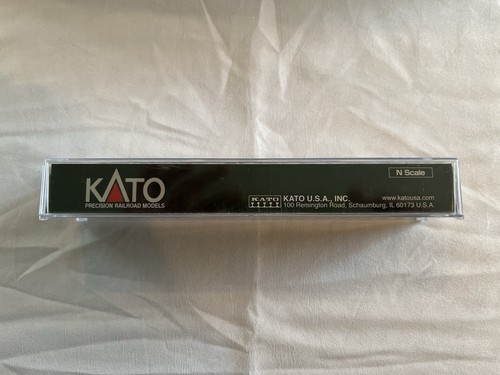 KATO
PRECISION RAILROAD MODELS
N Scale
KATO
KATO U.S.A., INC.
www.katousa.com
100 Remington Road, Schaumburg, IL 60173 U.S.A.